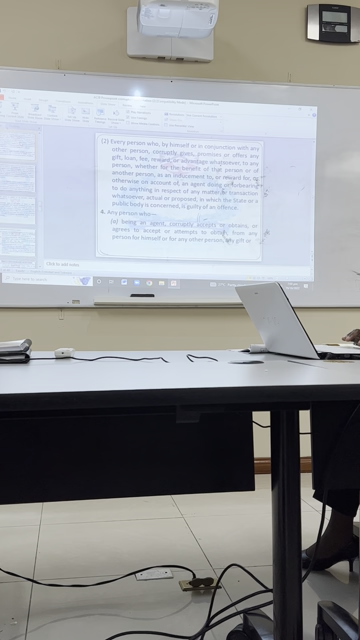 (2) Every person who, by himself or in conjunction with any
other person, corruptly gives, promises or offers any
gift, loan, fee, reward, or advantage whatsoever, to any
person, whether for the benefit of that person or of
another person, as an inducement to, or reward for, or
otherwise on account of, an agent doing or forbearing
to do anything in respect of any matter or transaction
whatsoever, actual or proposed, in which the State or a
public body is concerned, is guilty of an offence.
4. Any person who—
(a) being an agent, corruptly accepts or obtains, or
agrees to accept or attempts to obtain, from any
person for himself or for any other person, any gift or
Click to add notes